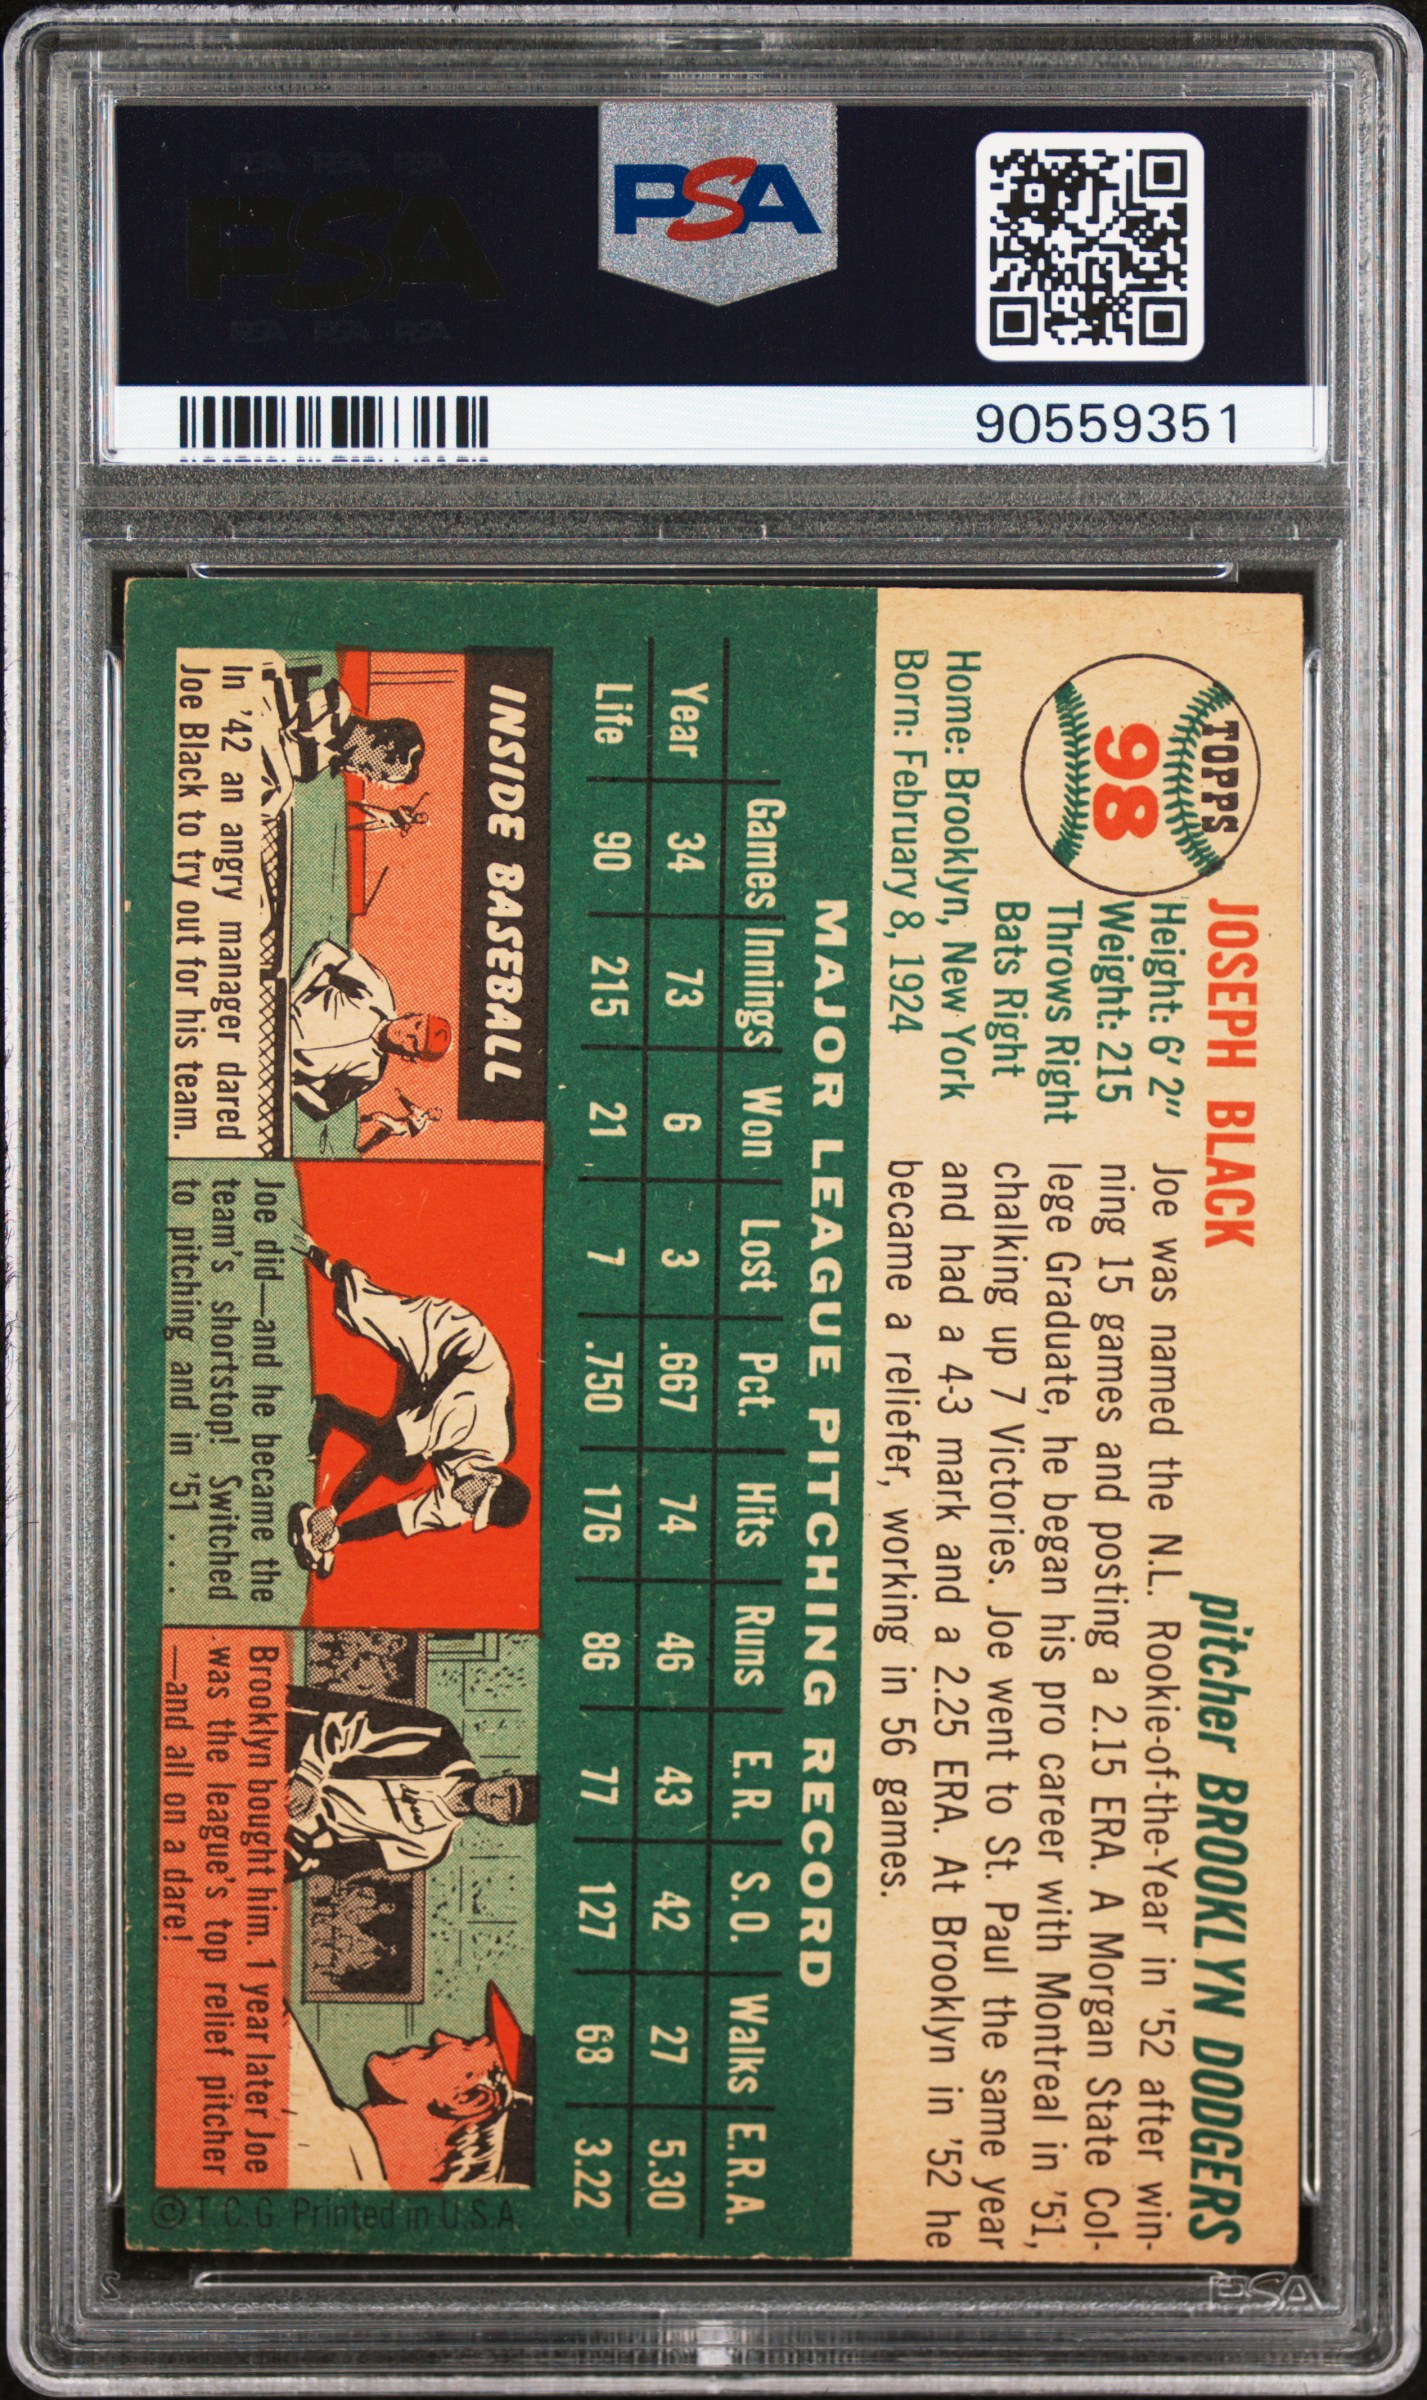 PSA
PSA
90559351
TOPPS
98
JOSEPH BLACK
pitcher BROOKLYN DODGERS
Height: 6' 2"
Weight: 215
Throws Right
Bats Right
Home: Brooklyn, New York
Born: February 8, 1924
Joe was named the N.L. Rookie-of-the-Year in '52 after win-
ning 15 games and posting a 2.15 ERA. A Morgan State Col-
lege Graduate, he began his pro career with Montreal in '51,
chalking up 7 Victories. Joe went to St. Paul the same year
and had a 4-3 mark and a 2.25 ERA. At Brooklyn in '52 he
became a reliefer, working in 56 games.
MAJOR LEAGUE PITCHING RECORD
Games Innings Won Lost Pct. Hits Runs E.R. S.O. Walks E.R.A.
Year 34 73 6 3 .667 74 46 43 42 27 5.30
Life 90 215 21 7 .750 176 86 77 127 68 3.22
INSIDE BASEBALL
In '42 an angry manager dared
Joe Black to try out for his team.
Joe did—and he became the
team's shortstop! Switched
to pitching and in '51 . . .
Brooklyn bought him. 1 year later Joe
was the league's top relief pitcher
—and all on a dare!
© T.C.G. Printed in U.S.A.
PSA